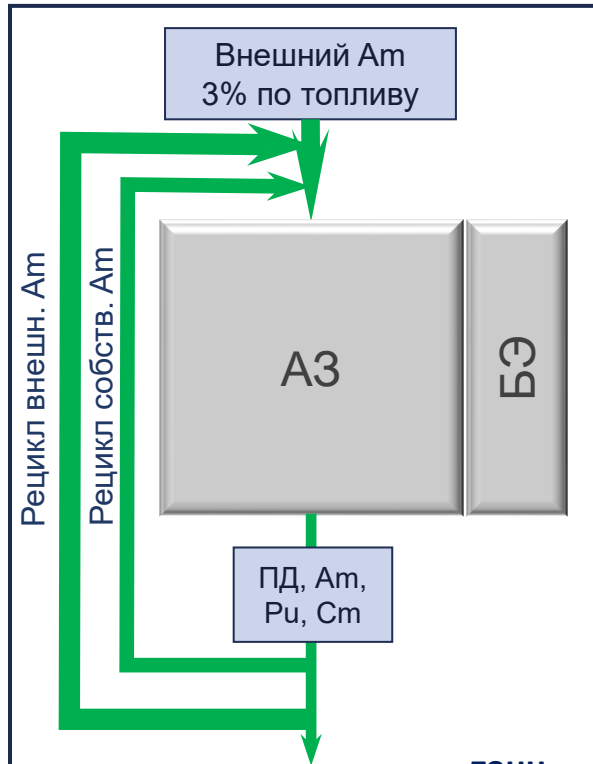 Внешний Am
3% по топливу
Рецикл внешн. Am
Рецикл собств. Am
АЗ
БЭ
ПД, Am,
Pu, Cm